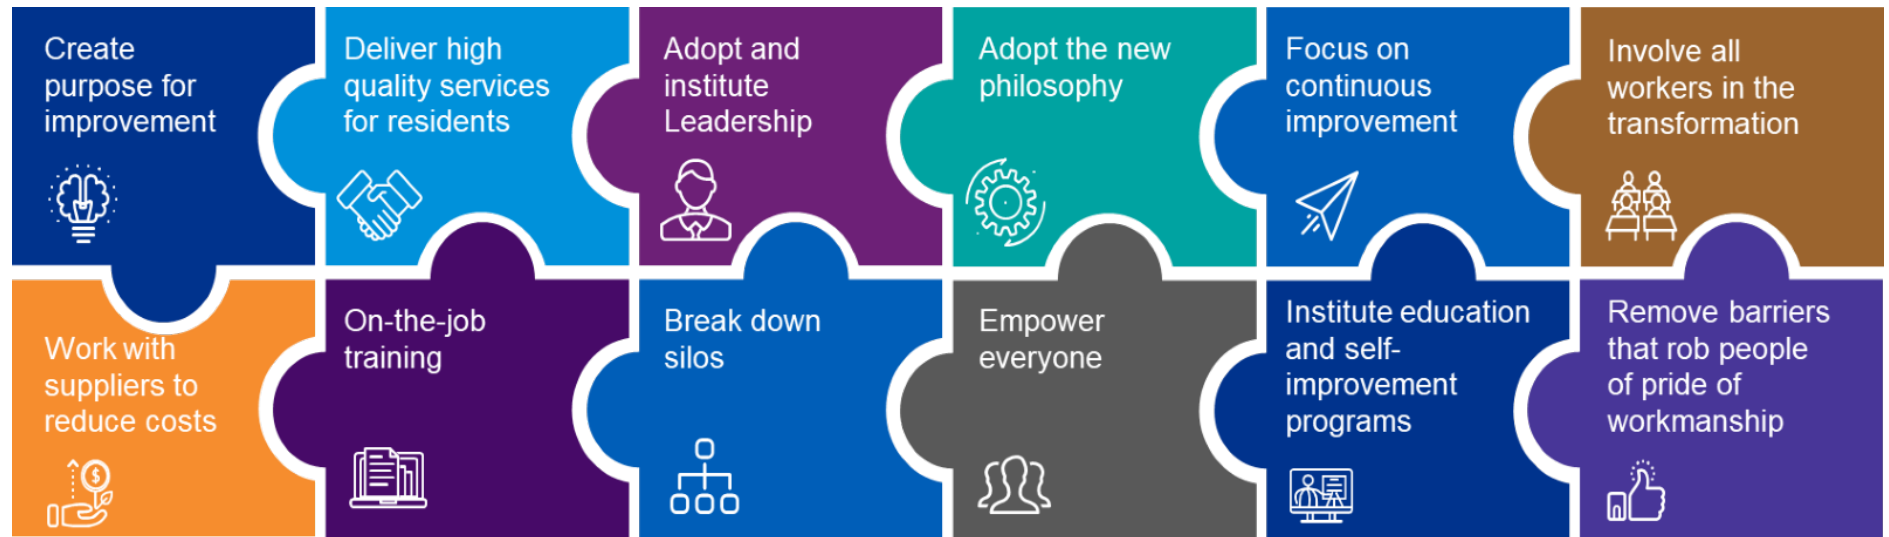 Create
purpose for
improvement
Deliver high
quality services
for residents
Adopt and
institute
Leadership
Adopt the new
philosophy
Focus on
continuous
improvement
Involve all
workers in the
transformation
Work with
suppliers to
reduce costs
$
On-the-job
training
Break down
silos
Empower
everyone
Institute education
and self-
improvement
programs
Remove barriers
that rob people
of pride of
workmanship